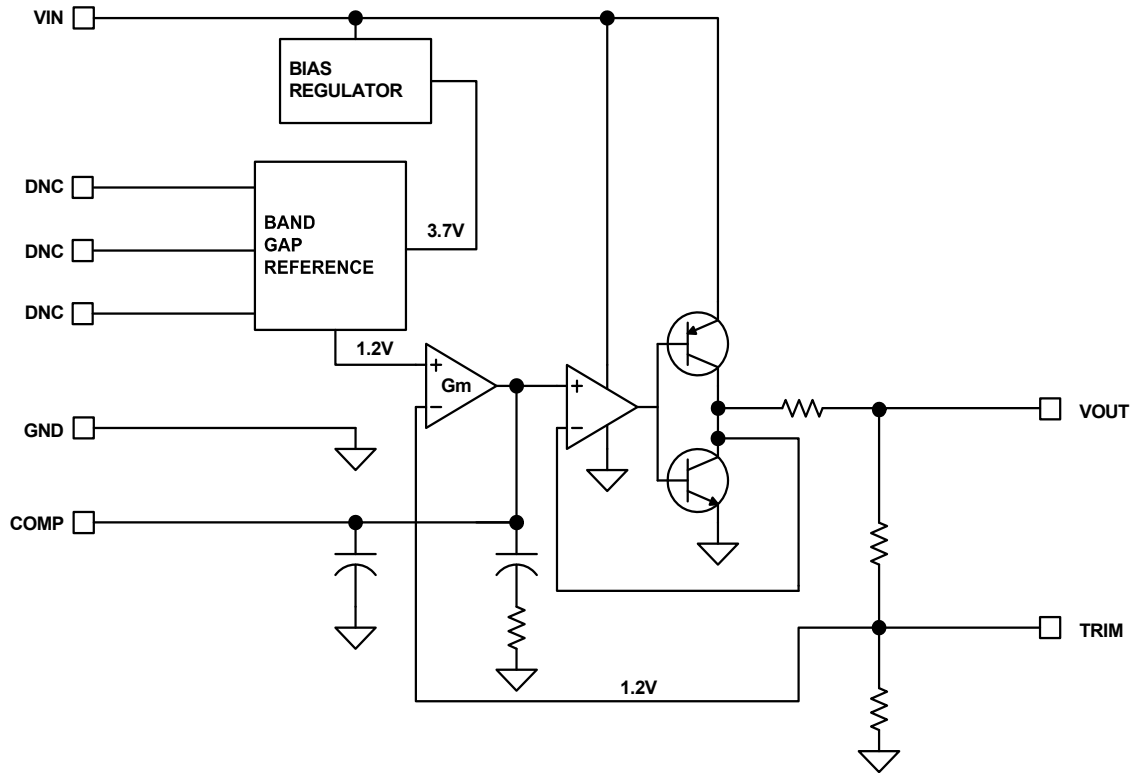 VIN
BIAS
REGULATOR
DNC
BAND
GAP
REFERENCE
3.7V
DNC
DNC
1.2V
+
Gm
−
+
−
VOUT
GND
COMP
TRIM
1.2V